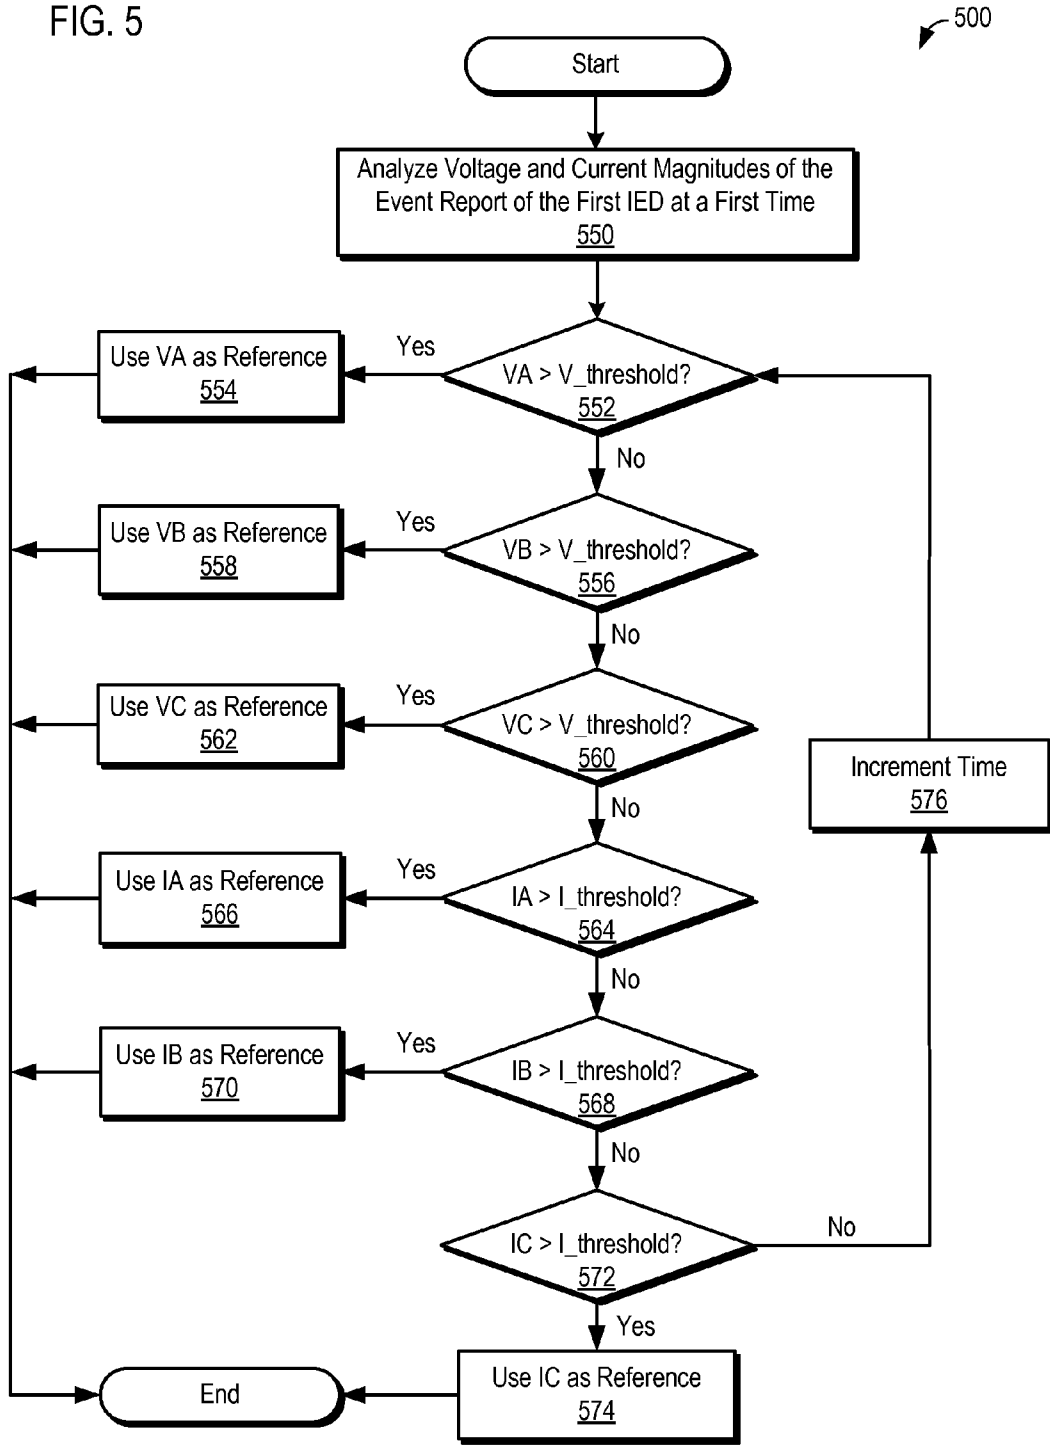 FIG. 5
500
Start
Analyze Voltage and Current Magnitudes of the
Event Report of the First IED at a First Time
550
Use VA as Reference
554
Yes
VA > V_threshold?
552
No
Use VB as Reference
558
Yes
VB > V_threshold?
556
No
Use VC as Reference
562
Yes
VC > V_threshold?
560
No
Increment Time
576
Use IA as Reference
566
Yes
IA > I_threshold?
564
No
Use IB as Reference
570
Yes
IB > I_threshold?
568
No
IC > I_threshold?
572
No
Yes
End
Use IC as Reference
574